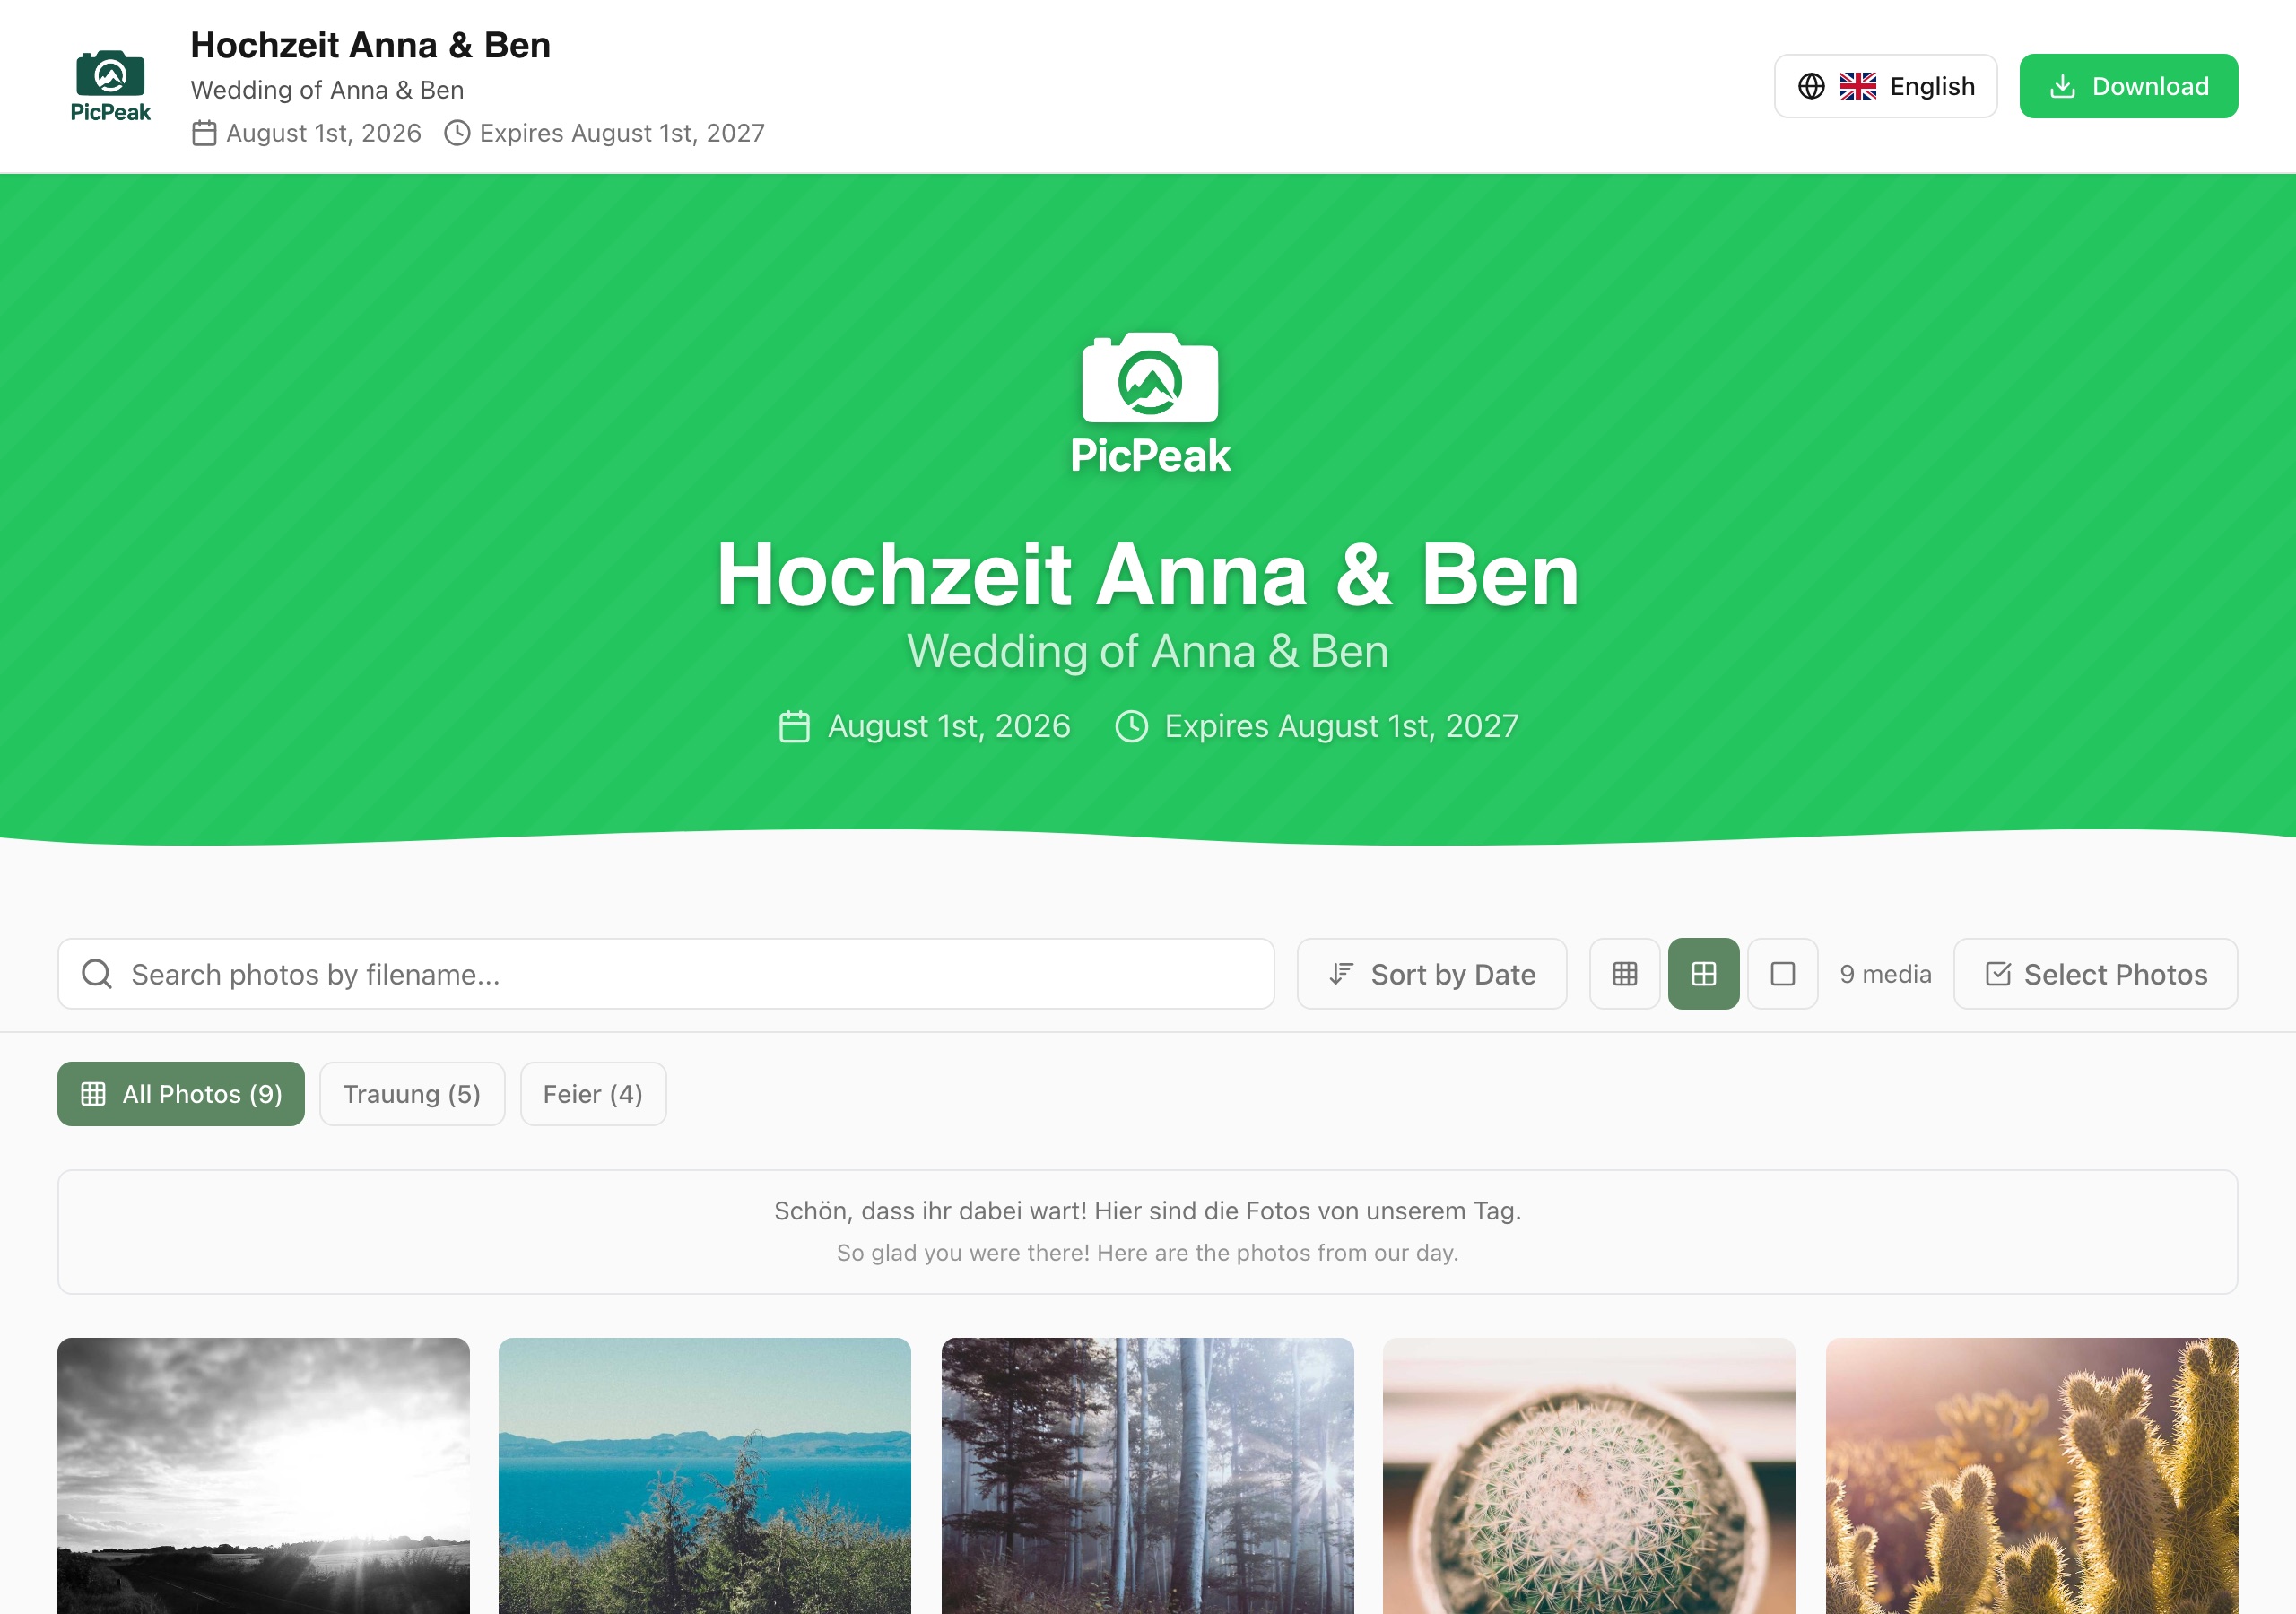 PicPeak
Hochzeit Anna & Ben
Wedding of Anna & Ben
August 1st, 2026 Expires August 1st, 2027
English
Download
PicPeak
Hochzeit Anna & Ben
Wedding of Anna & Ben
August 1st, 2026 Expires August 1st, 2027
Search photos by filename...
Sort by Date
9 media
Select Photos
All Photos (9)
Trauung (5)
Feier (4)
Schön, dass ihr dabei wart! Hier sind die Fotos von unserem Tag.
So glad you were there! Here are the photos from our day.